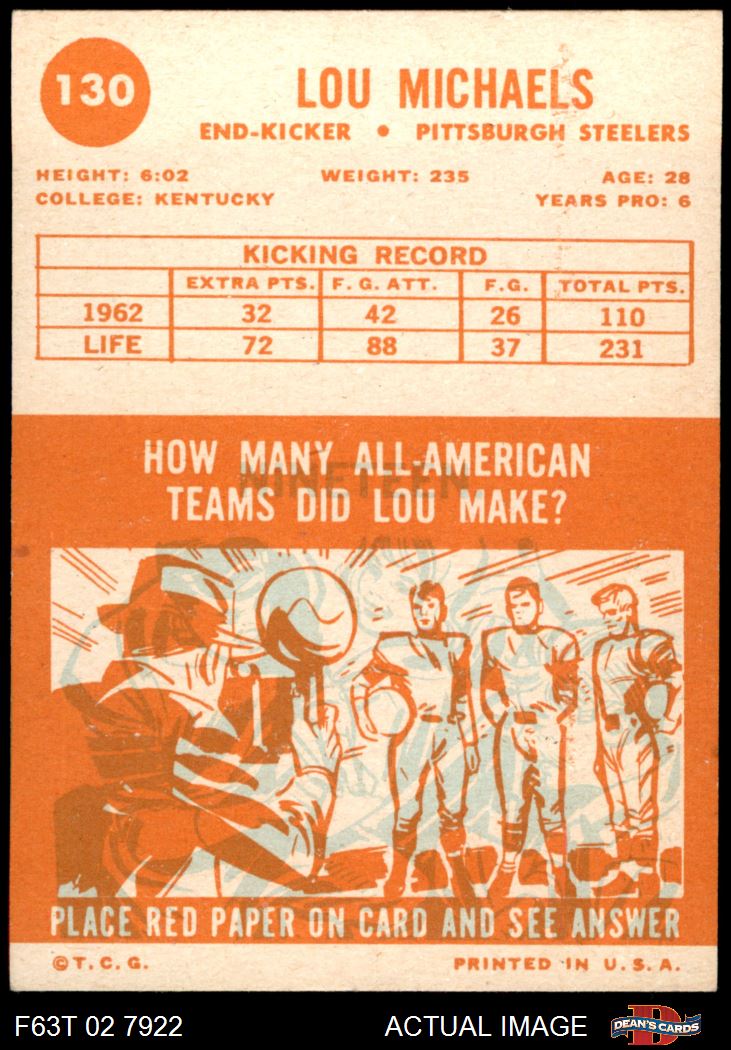 130
LOU MICHAELS
END-KICKER • PITTSBURGH STEELERS
HEIGHT: 6:02 WEIGHT: 235 AGE: 28
COLLEGE: KENTUCKY YEARS PRO: 6
KICKING RECORD
EXTRA PTS. F. G. ATT. F.G. TOTAL PTS.
1962 32 42 26 110
LIFE 72 88 37 231
HOW MANY ALL-AMERICAN
NINETEEN
TEAMS DID LOU MAKE?
PLACE RED PAPER ON CARD AND SEE ANSWER
© T. C. G. PRINTED IN U. S. A.
F63T 02 7922 ACTUAL IMAGE D DEAN'S CARDS